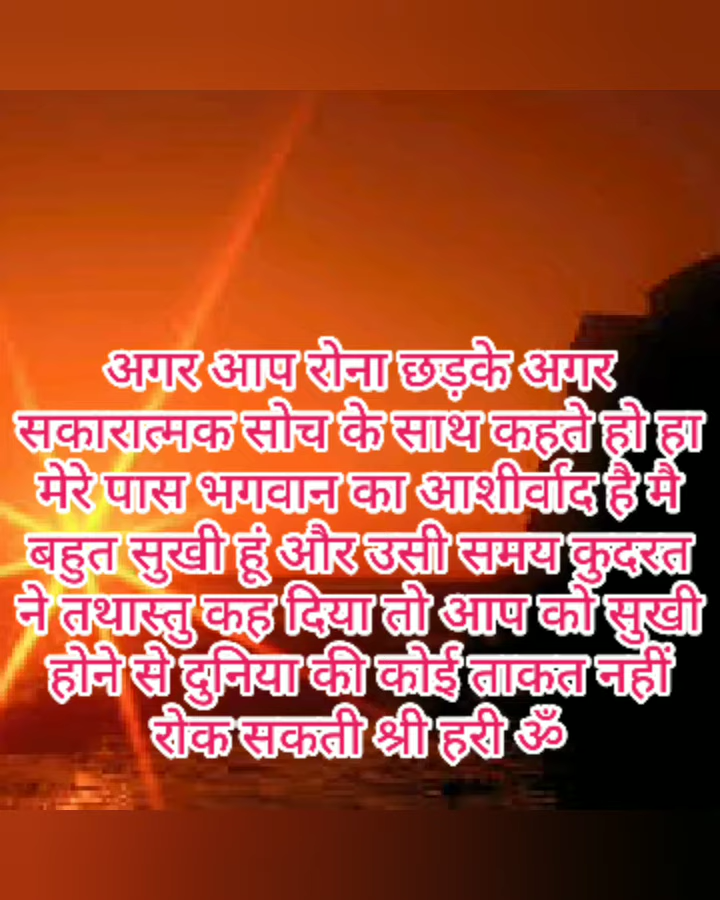 अगर आप रोना छड़के अगर
सकारात्मक सोच के साथ कहते हो हा
मेरे पास भगवान का आशीर्वाद है मै
बहुत सुखी हूं और उसी समय कुदरत
ने तथास्तु कह दिया तो आप को सुखी
होने से दुनिया की कोई ताकत नहीं
रोक सकती श्री हरी ॐ